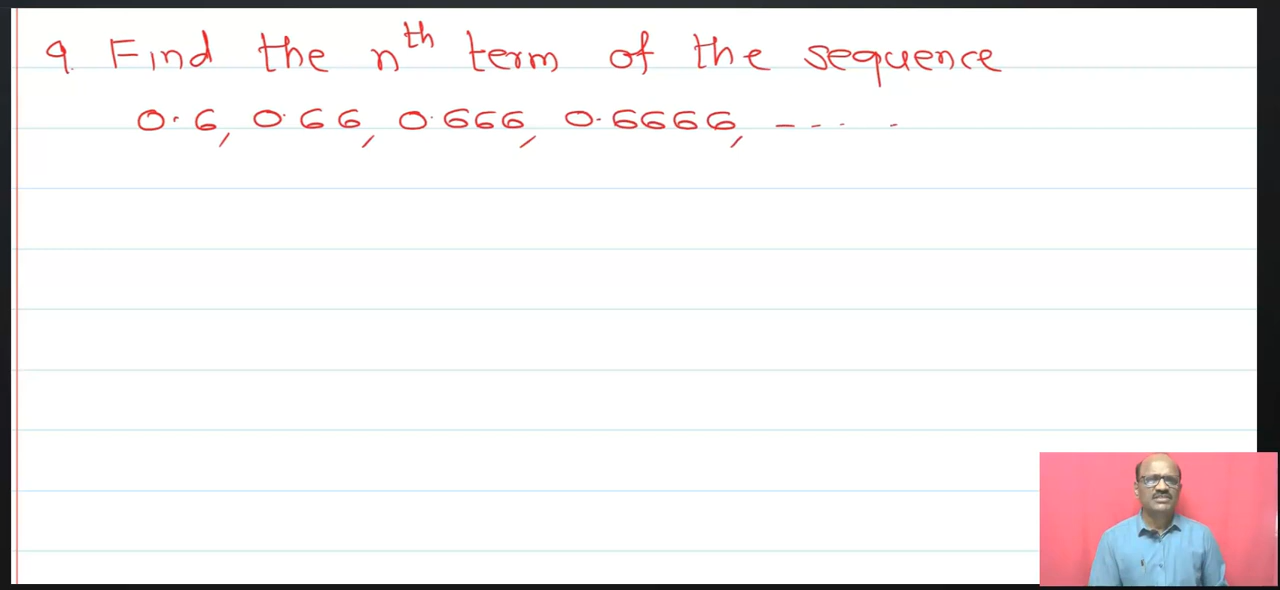 9. Find the nth term of the sequence
0.6, 0.66, 0.666, 0.6666, - - - -